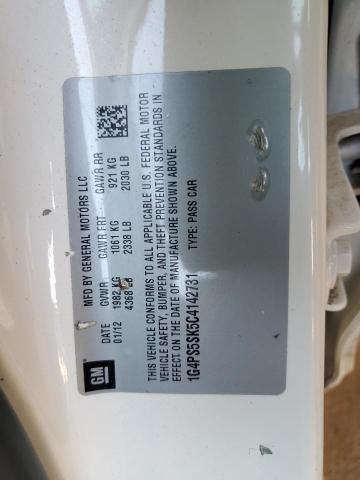 GM
MFD BY GENERAL MOTORS LLC
DATE GVWR GAWR FRT GAWR RR
01/12 1982 KG 1061 KG 921 KG
4368 LB 2338 LB 2030 LB
THIS VEHICLE CONFORMS TO ALL APPLICABLE U.S. FEDERAL MOTOR
VEHICLE SAFETY, BUMPER, AND THEFT PREVENTION STANDARDS IN
EFFECT ON THE DATE OF MANUFACTURE SHOWN ABOVE.
1G4PS5SK5C4142731 TYPE: PASS CAR